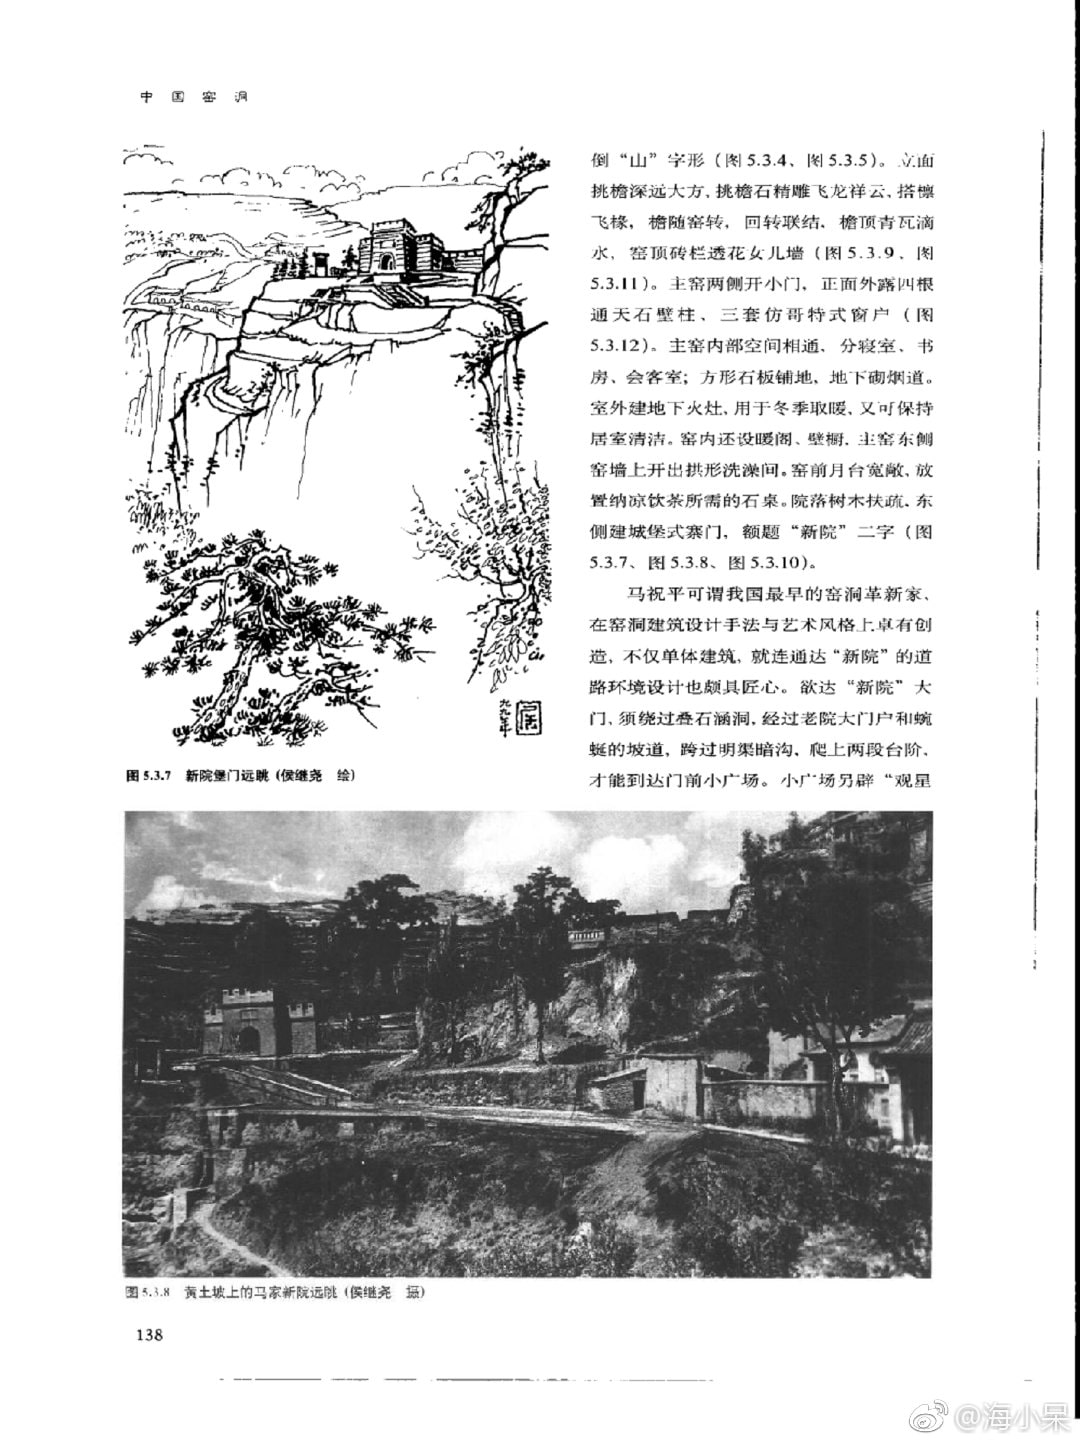 中国窑洞
倒“山”字形（图5.3.4、图5.3.5）。立面
挑檐深远大方，挑檐石精雕飞龙祥云，搭檩
飞椽，檐随窑转，回转联结，檐顶青瓦滴
水，窑顶砖栏透花女儿墙（图5.3.9、图
5.3.11）。主窑两侧开小门，正面外露四根
通天石壁柱、三套仿哥特式窗户（图
5.3.12）。主窑内部空间相通，分寝室、书
房、会客室；方形石板铺地，地下砌烟道。
室外建地下火灶，用于冬季取暖，又可保持
居室清洁。窑内还设暖阁、壁橱，主窑东侧
窑墙上开出拱形洗澡间。窑前月台宽敞，放
置纳凉饮茶所需的石桌。院落树木扶疏，东
侧建城堡式寨门，额题“新院”二字（图
5.3.7、图5.3.8、图5.3.10）。
马祝平可谓我国最早的窑洞革新家，
在窑洞建筑设计手法与艺术风格上卓有创
造，不仅单体建筑，就连通达“新院”的道
路环境设计也颇具匠心。欲达“新院”大
门，须绕过叠石涵洞，经过老院大门户和蜿
蜒的坡道，跨过明渠暗沟，爬上两段台阶，
才能到达门前小广场。小广场另辟“观星
九九年
图5.3.7 新院堡门远眺（侯继尧 绘）
图5.3.8 黄土坡上的马家新院远眺（侯继尧 摄）
138
@海小呆